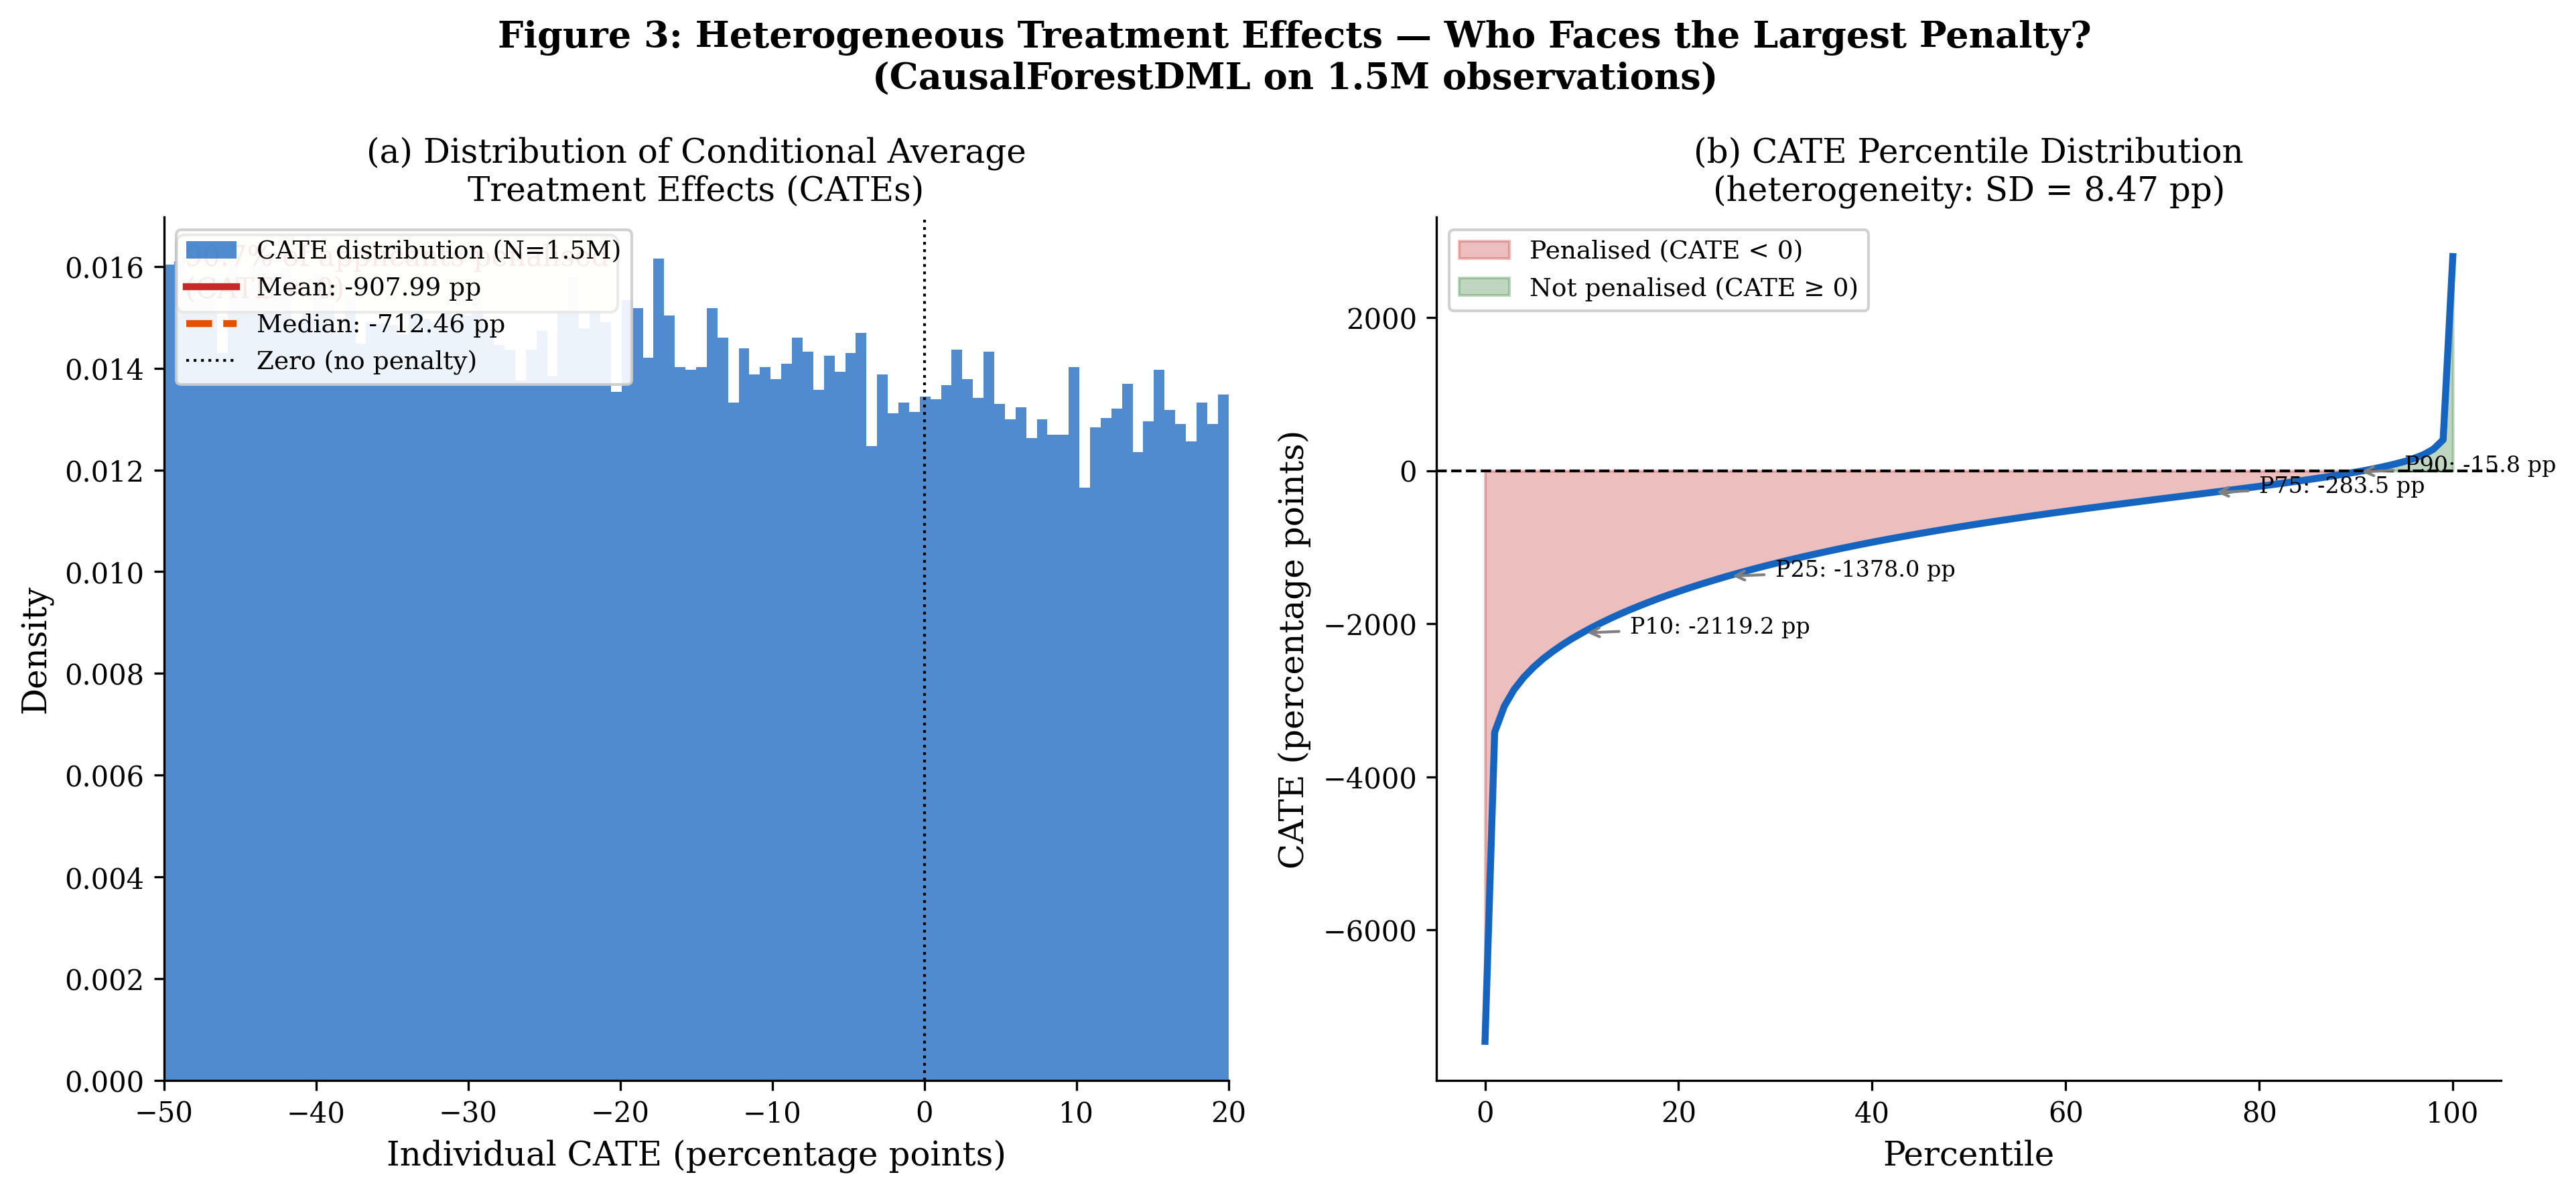 Figure 3: Heterogeneous Treatment Effects — Who Faces the Largest Penalty?
(CausalForestDML on 1.5M observations)
(a) Distribution of Conditional Average
Treatment Effects (CATEs)
CATE distribution (N=1.5M)
Mean: -907.99 pp
Median: -712.46 pp
Zero (no penalty)
0.016
0.014
0.012
0.010
0.008
0.006
0.004
0.002
0.000
Density
−50 −40 −30 −20 −10 0 10 20
Individual CATE (percentage points)
(b) CATE Percentile Distribution
(heterogeneity: SD = 8.47 pp)
Penalised (CATE < 0)
Not penalised (CATE ≥ 0)
2000
0
−2000
−4000
−6000
CATE (percentage points)
P90: -15.8 pp
P75: -283.5 pp
P25: -1378.0 pp
P10: -2119.2 pp
0 20 40 60 80 100
Percentile